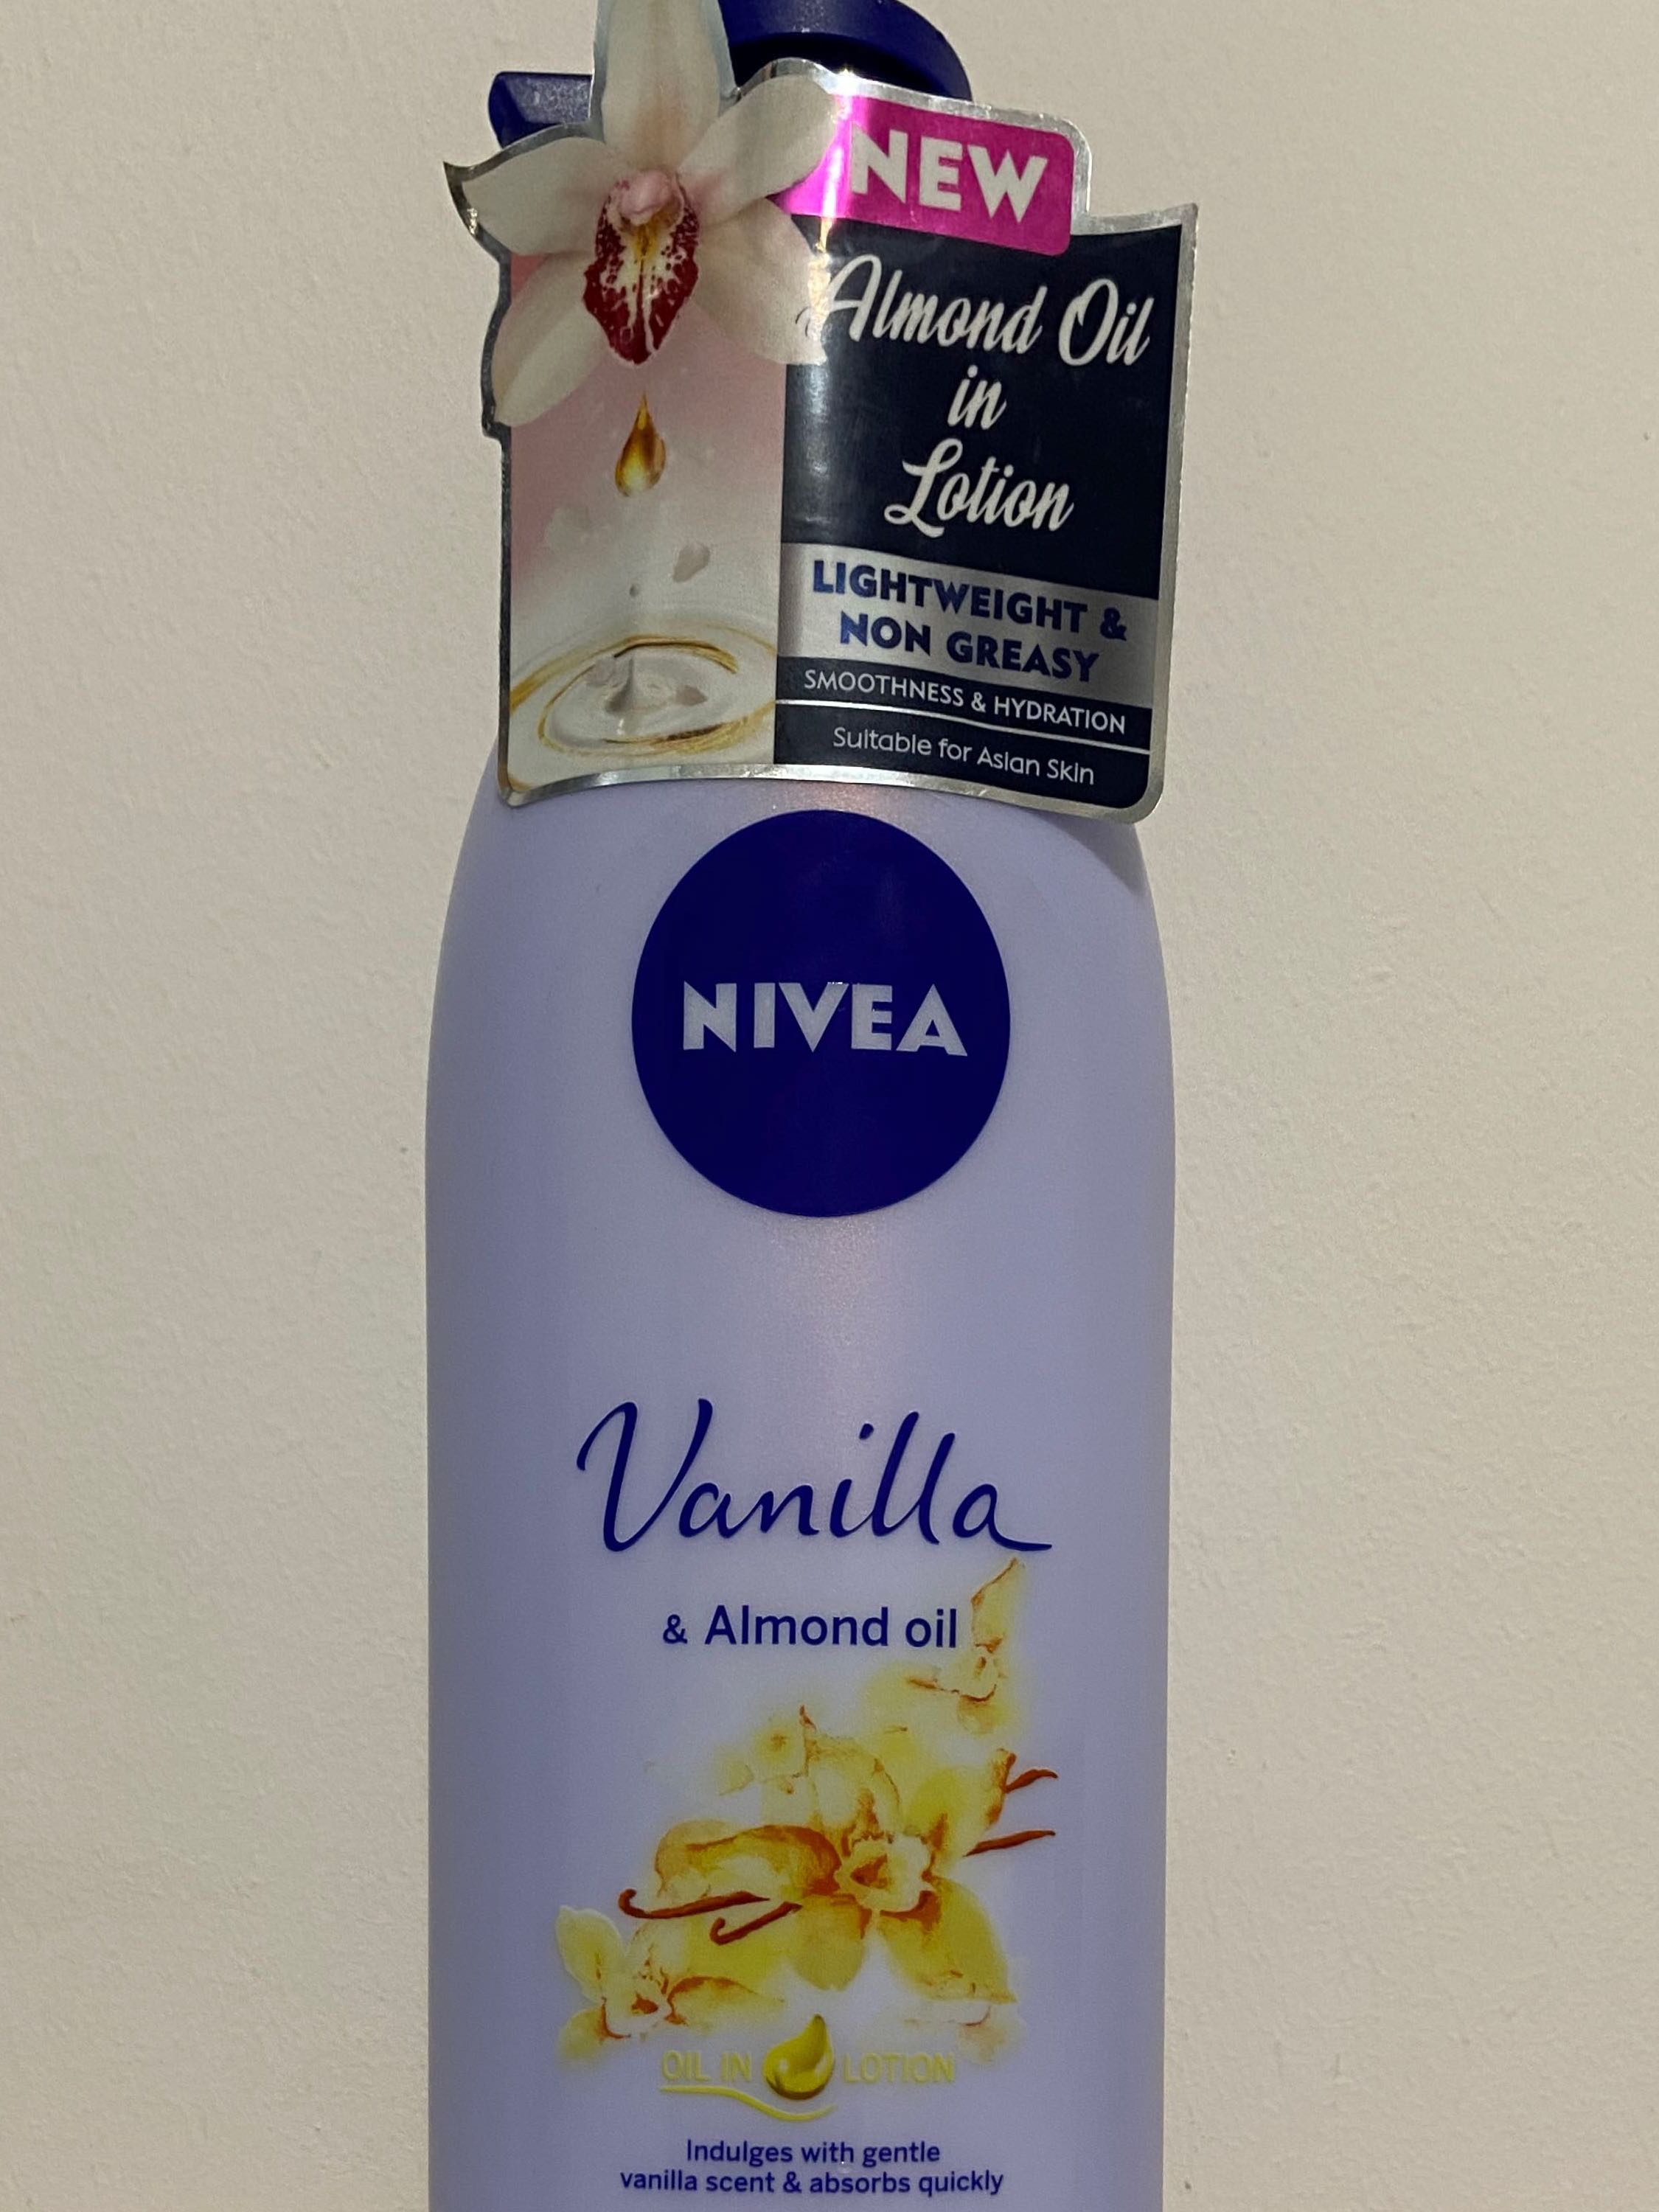 NEW
Almond Oil
in
Lotion
LIGHTWEIGHT &
NON GREASY
SMOOTHNESS & HYDRATION
Suitable for Asian Skin
NIVEA
Vanilla
& Almond oil
OIL IN LOTION
Indulges with gentle
vanilla scent & absorbs quickly